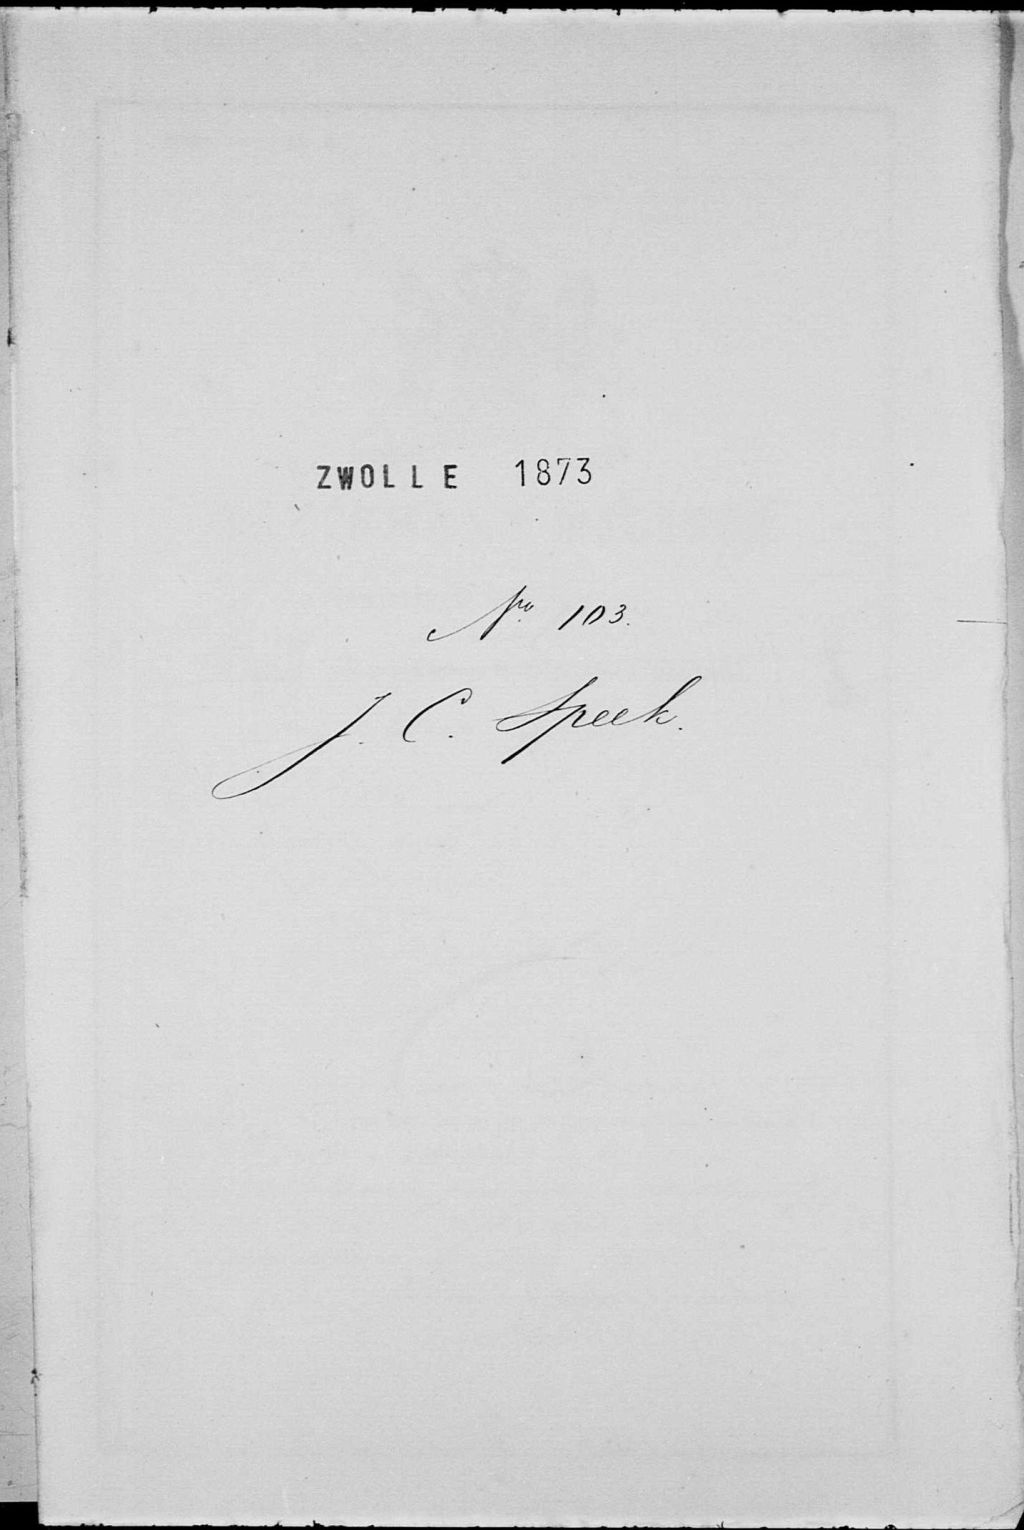 ZWOLLE 1873
No. 103.
J. C. Speek.